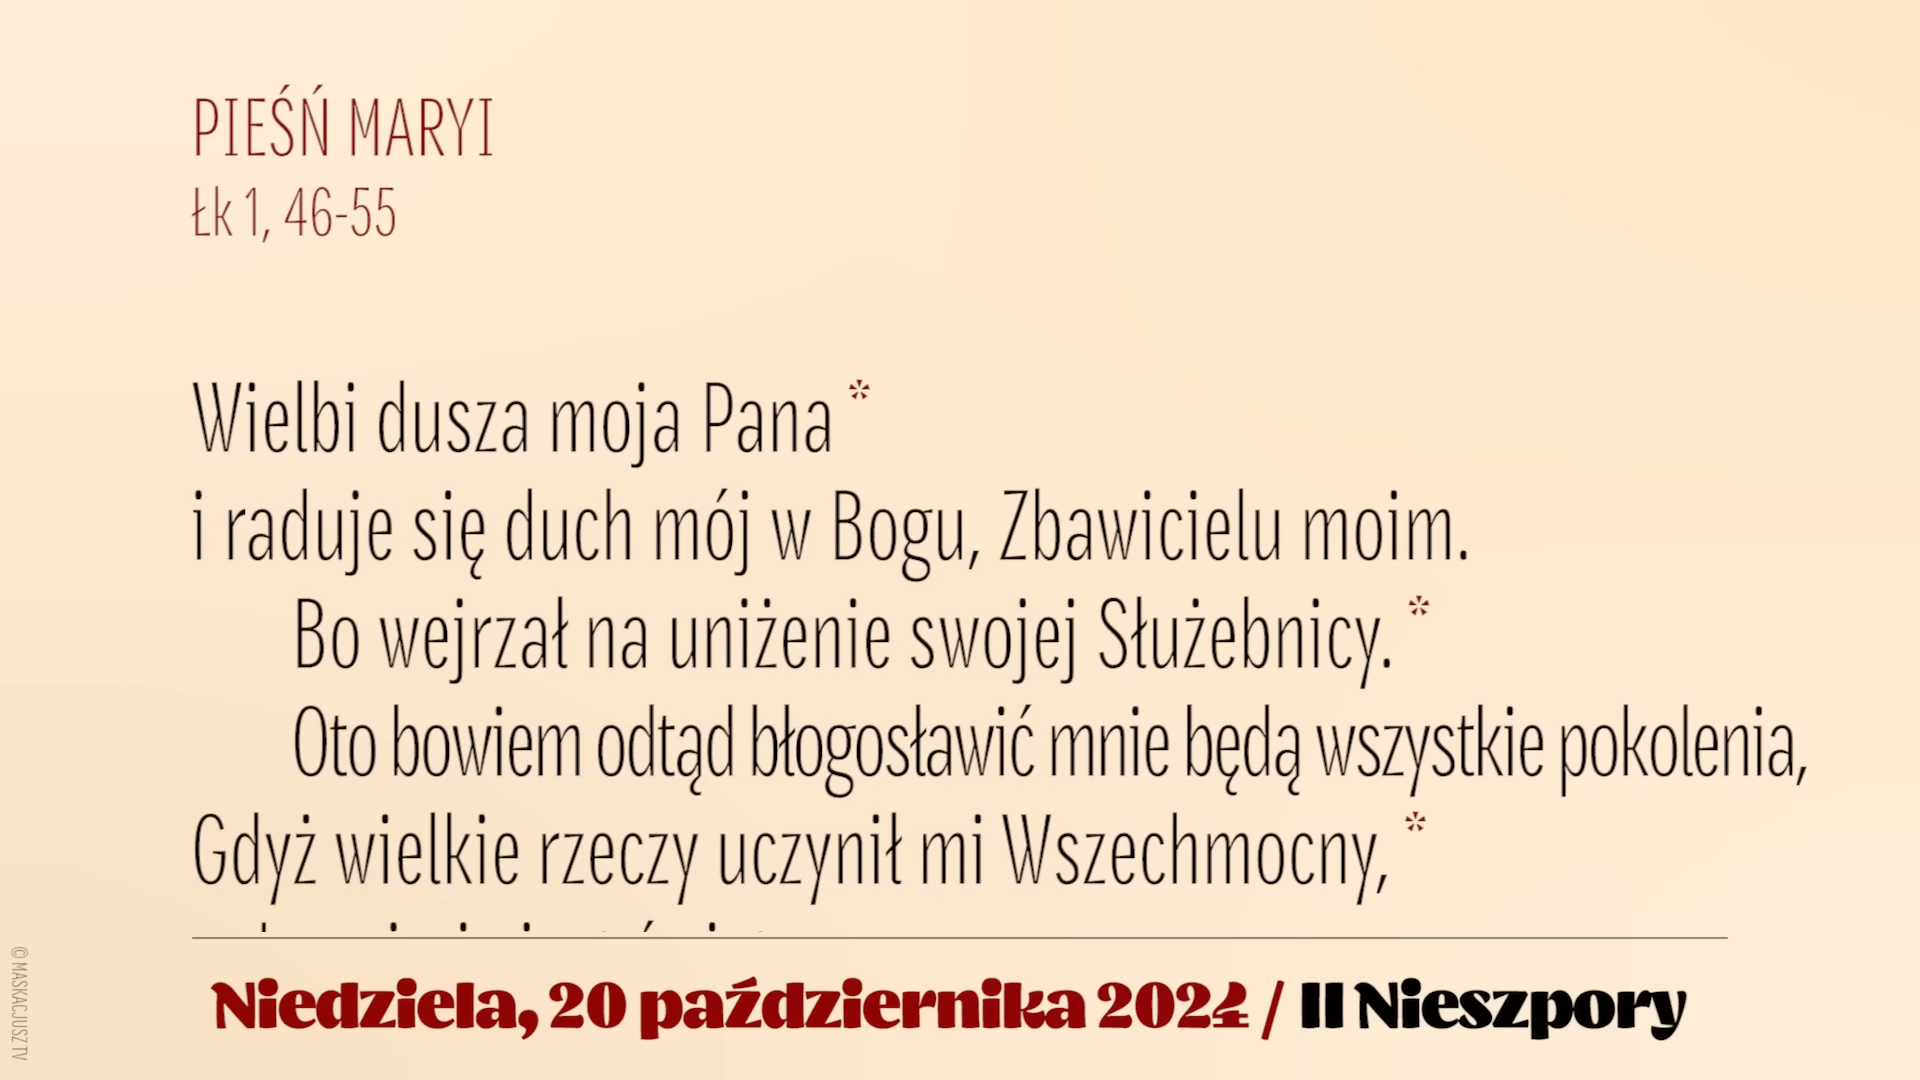 PIEŚŃ MARYI
Łk 1, 46-55
Wielbi dusza moja Pana *
i raduje się duch mój w Bogu, Zbawicielu moim.
Bo wejrzał na uniżenie swojej Służebnicy. *
Oto bowiem odtąd błogosławić mnie będą wszystkie pokolenia,
Gdyż wielkie rzeczy uczynił mi Wszechmocny, *
Niedziela, 20 października 2024 / II Nieszpory
© MASKACJUSZ TV